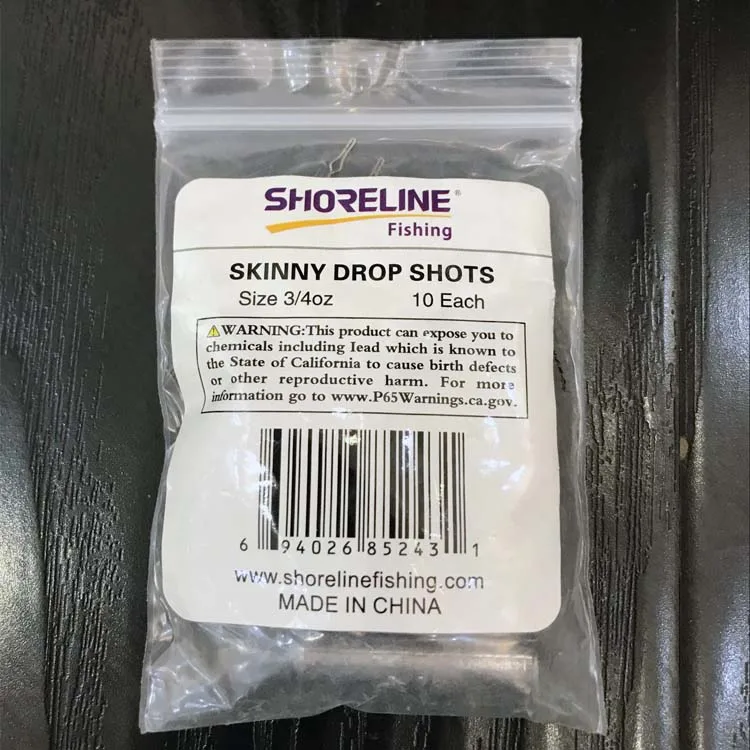 SHORELINE®
Fishing
SKINNY DROP SHOTS
Size 3/4oz 10 Each
⚠WARNING:This product can expose you to
chemicals including Iead which is known to
the State of California to cause birth defects
or other reproductive harm. For more
information go to www.P65Warnings.ca.gov.
6 94026 85243 1
www.shorelinefishing.com
MADE IN CHINA